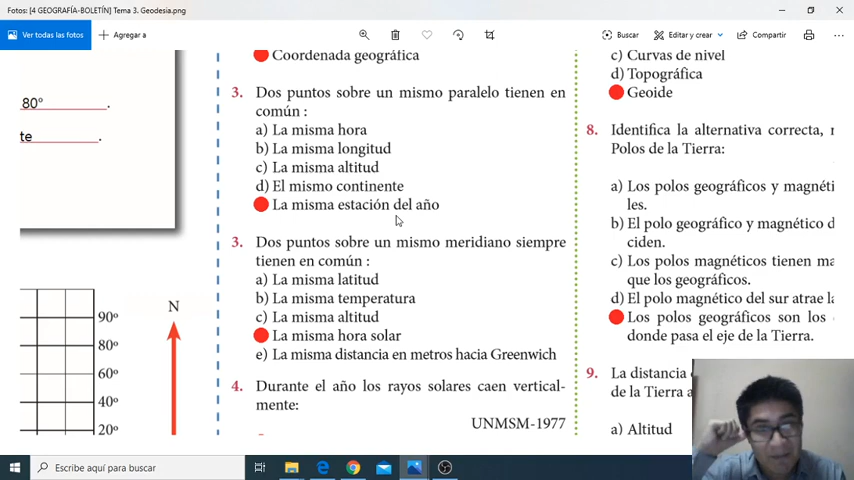 Fotos: [4 GEOGRAFÍA-BOLETÍN] Tema 3. Geodesia.png
Ver todas las fotos
Agregar a
Buscar
Editar y crear
Compartir
80°
.
te
.
90°
80°
60°
40°
20°
N
Coordenada geográfica
3. Dos puntos sobre un mismo paralelo tienen en
común :
a) La misma hora
b) La misma longitud
c) La misma altitud
d) El mismo continente
La misma estación del año
3. Dos puntos sobre un mismo meridiano siempre
tienen en común :
a) La misma latitud
b) La misma temperatura
c) La misma altitud
La misma hora solar
e) La misma distancia en metros hacia Greenwich
4. Durante el año los rayos solares caen vertical-
mente:
UNMSM-1977
c) Curvas de nivel
d) Topográfica
Geoide
8. Identifica la alternativa correcta,
Polos de la Tierra:
a) Los polos geográficos y magnéti
les.
b) El polo geográfico y magnético d
ciden.
c) Los polos magnéticos tienen ma
que los geográficos.
d) El polo magnético del sur atrae la
Los polos geográficos son los
donde pasa el eje de la Tierra.
9. La distancia
de la Tierra a
a) Altitud
Escribe aquí para buscar